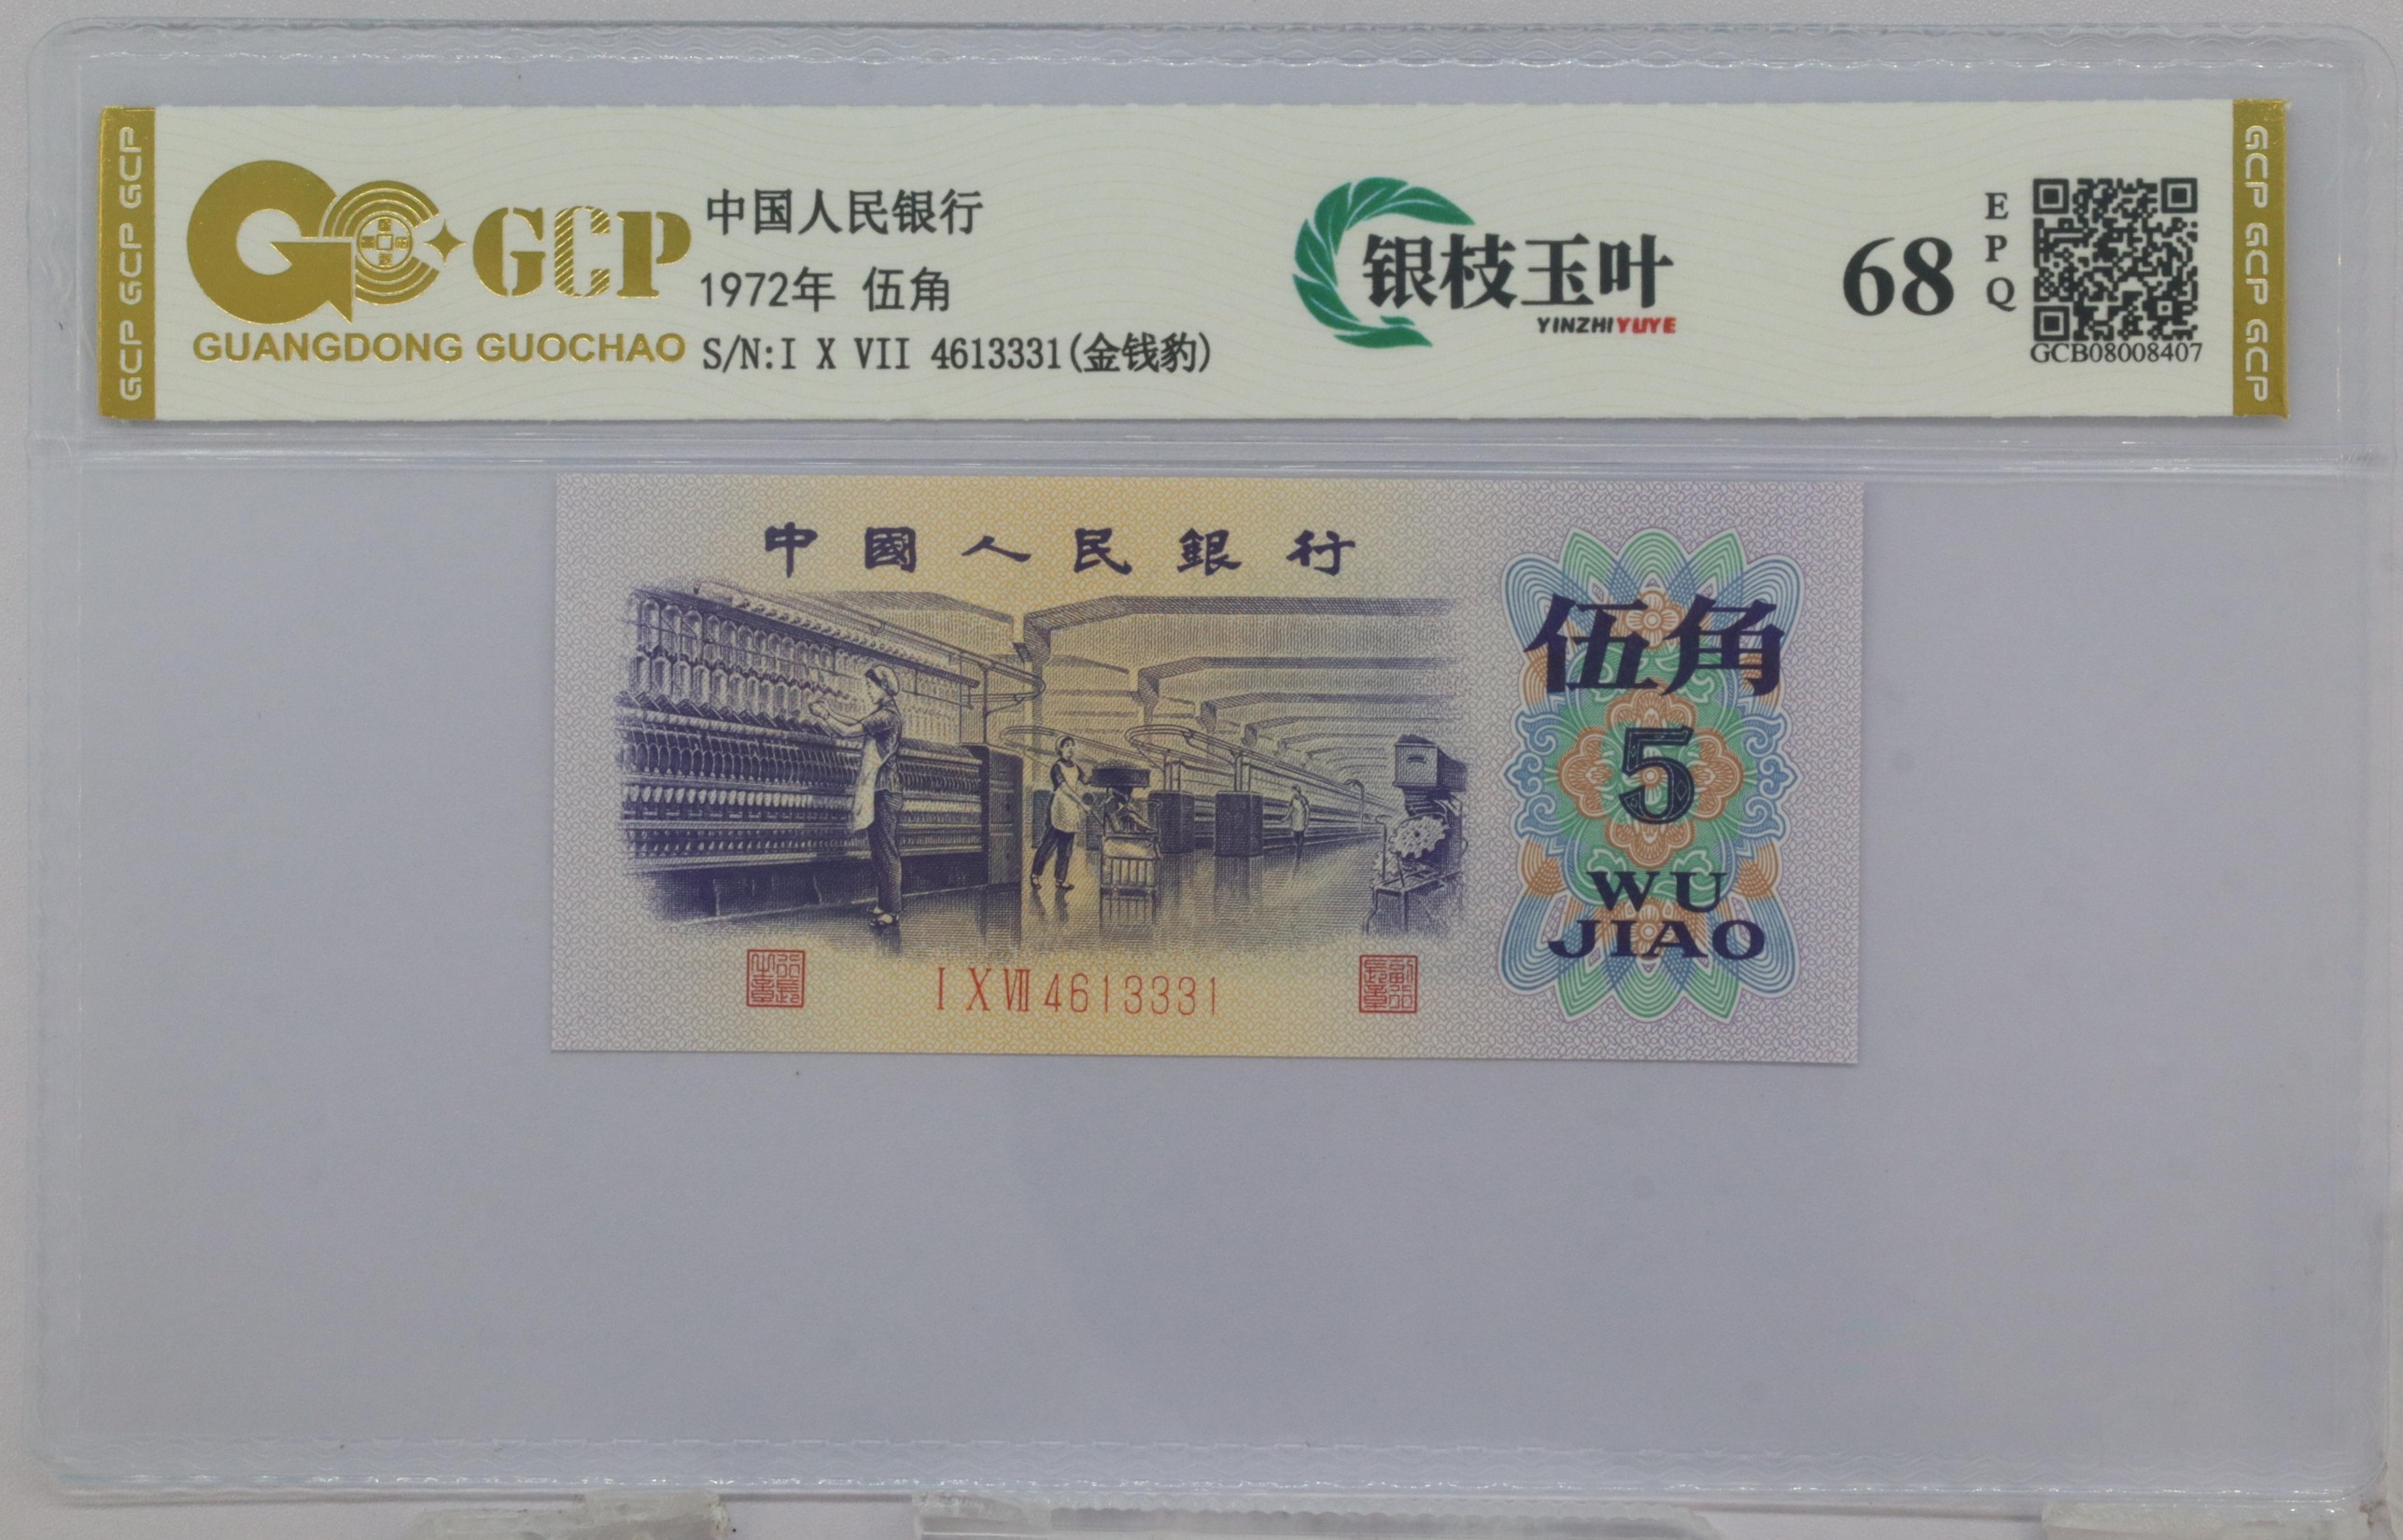 GCP GCP GCP
GCP
GUANGDONG GUOCHAO
中国人民银行
1972年 伍角
S/N:I X VII 4613331(金钱豹)
银枝玉叶
YINZHIYUYE
68
EPQ
GCB08008407
GCP GCP GCP
中國人民銀行
伍角
5
WU
JIAO
I X VII 4613331